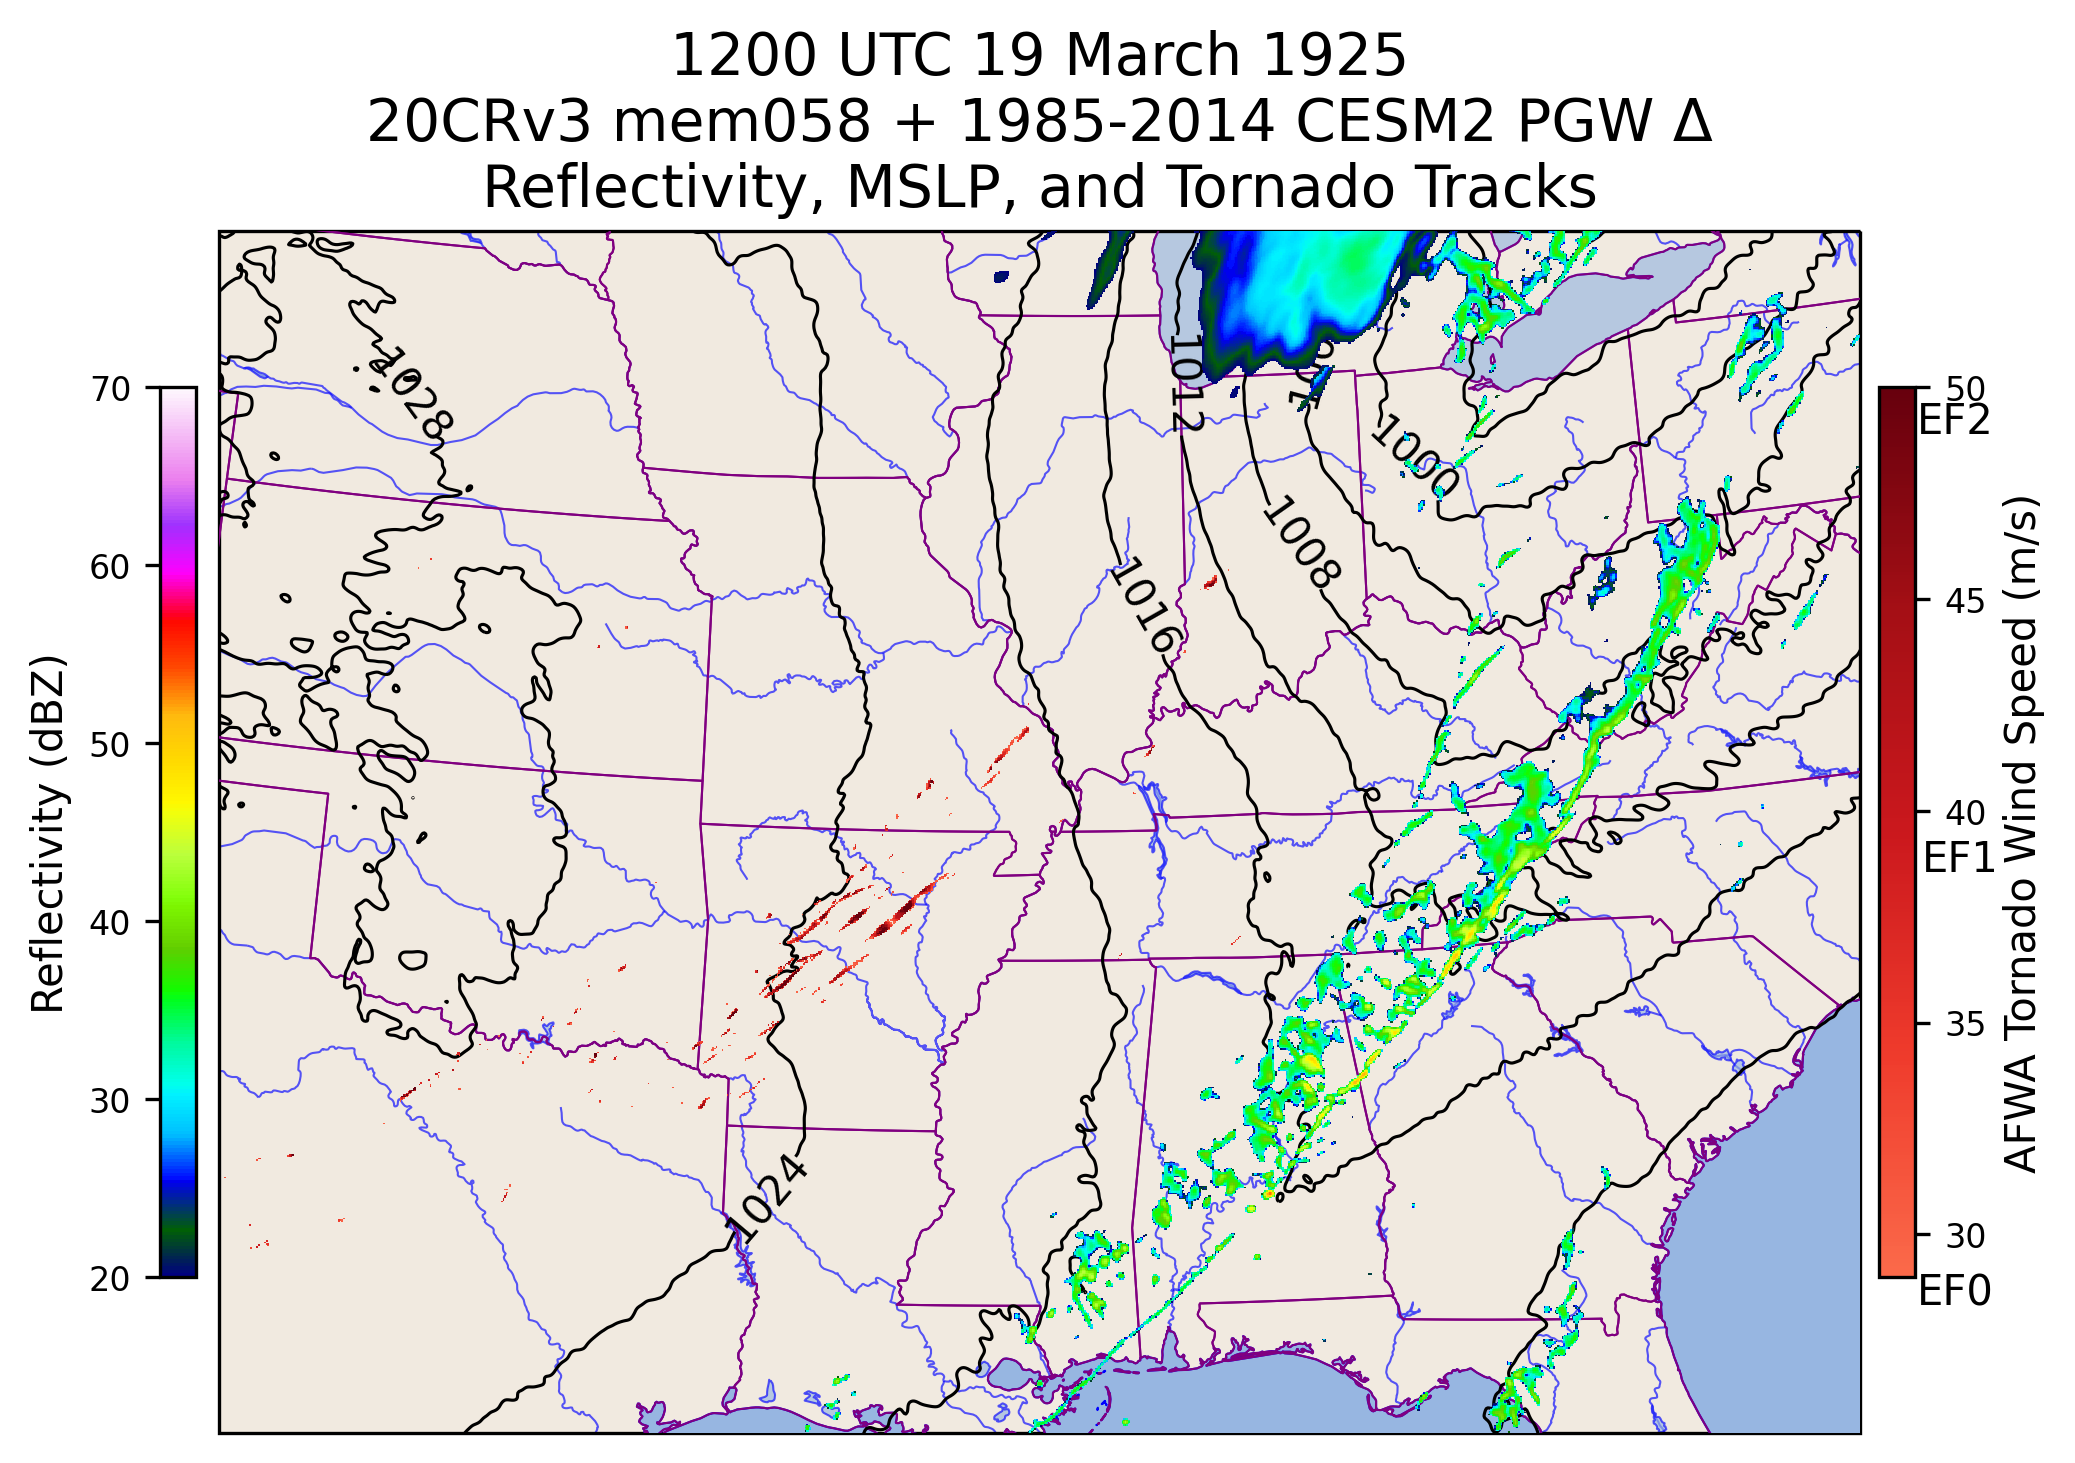 1200 UTC 19 March 1925
20CRv3 mem058 + 1985-2014 CESM2 PGW Δ
Reflectivity, MSLP, and Tornado Tracks
Reflectivity (dBZ)
70
60
50
40
30
20
1028
1012
1000
1008
1016
1024
50
EF2
45
40
EF1
35
30
EF0
AFWA Tornado Wind Speed (m/s)